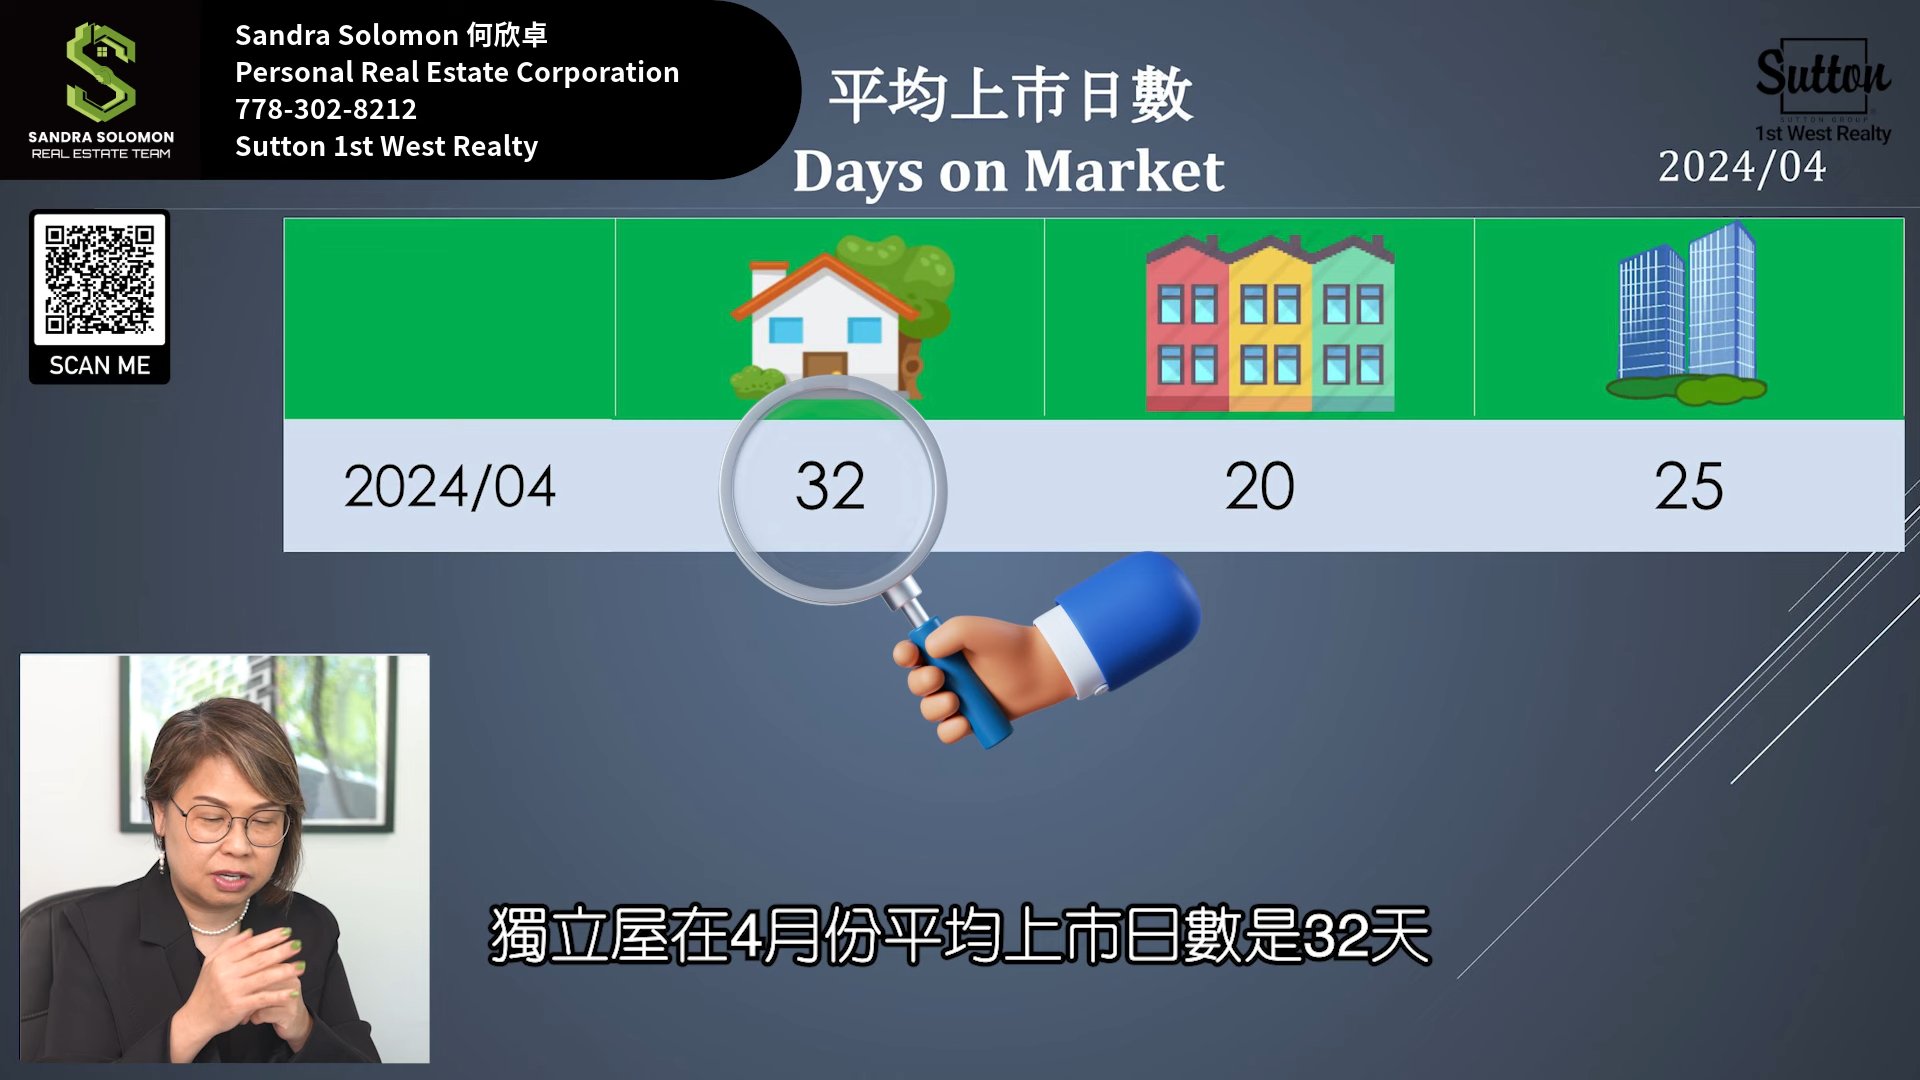 SANDRA SOLOMON
REAL ESTATE TEAM
Sandra Solomon 何欣卓
Personal Real Estate Corporation
778-302-8212
Sutton 1st West Realty
平均上市日數
Days on Market
Sutton
SUTTON GROUP
1st West Realty
2024/04
SCAN ME
2024/04 32 20 25
獨立屋在4月份平均上市日數是32天